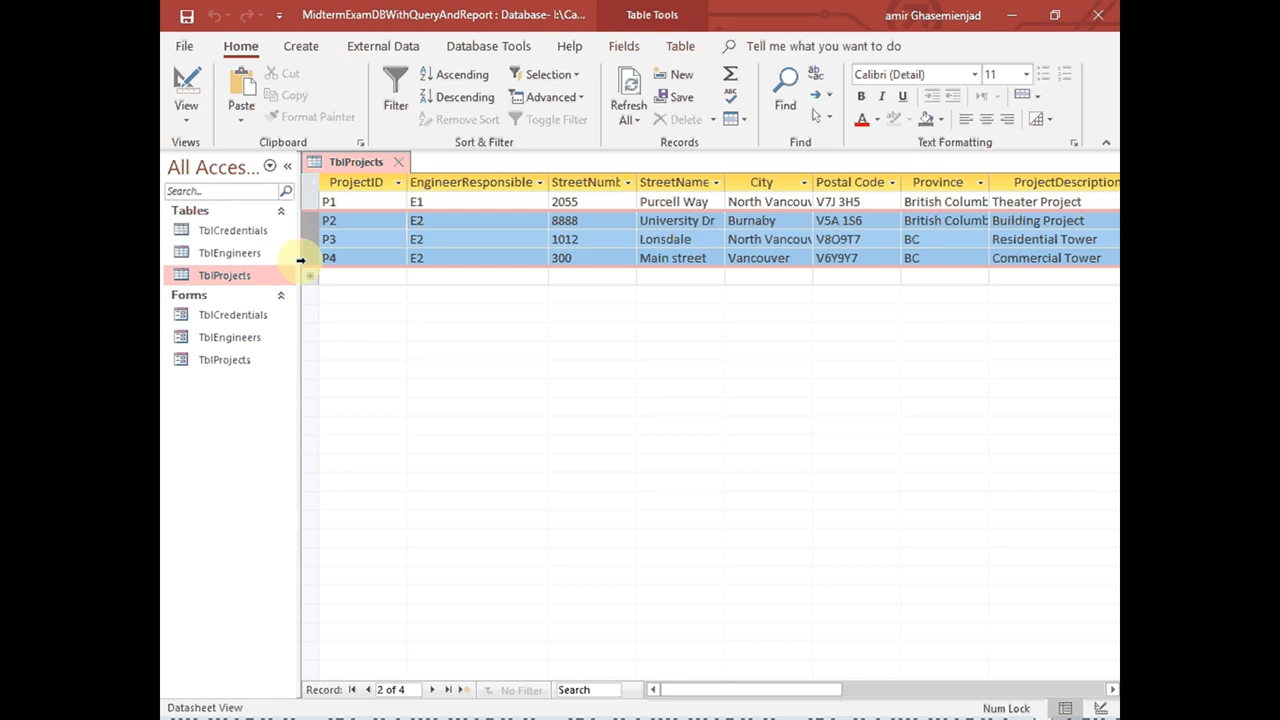 MidtermExamDBWithQueryAndReport : Database- I:\Ca... Table Tools amir Ghasemienjad
File Home Create External Data Database Tools Help Fields Table Tell me what you want to do
View Paste Cut Copy Format Painter Filter Ascending Descending Remove Sort Selection Advanced Toggle Filter Refresh All New Save Delete Find Calibri (Detail) 11
B I U
A
Views Clipboard Sort & Filter Records Find Text Formatting
All Acces...
Search...
Tables
TblCredentials
TblEngineers
TblProjects
Forms
TblCredentials
TblEngineers
TblProjects
TblProjects
ProjectID EngineerResponsible StreetNumb StreetName City Postal Code Province ProjectDescription
P1 E1 2055 Purcell Way North Vancouv V7J 3H5 British Columb Theater Project
P2 E2 8888 University Dr Burnaby V5A 1S6 British Columb Building Project
P3 E2 1012 Lonsdale North Vancouv V8O9T7 BC Residential Tower
P4 E2 300 Main street Vancouver V6Y9Y7 BC Commercial Tower
Record: 2 of 4 No Filter Search
Datasheet View Num Lock